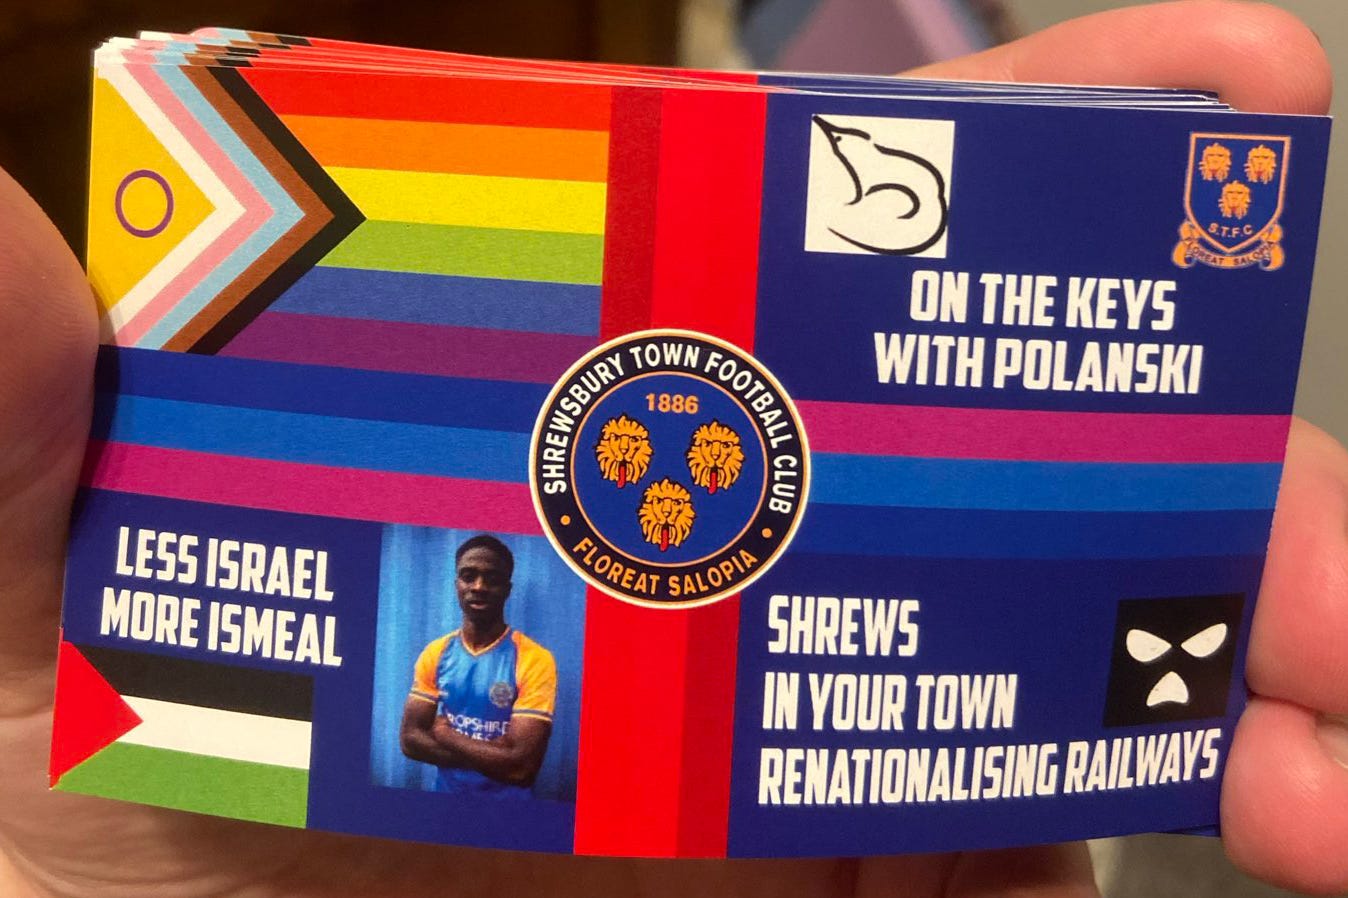 S.T.F.C
FLOREAT SALOPIA
ON THE KEYS
WITH POLANSKI
SHREWSBURY TOWN FOOTBALL CLUB
1886
FLOREAT SALOPIA
LESS ISRAEL
MORE ISMEAL
SHREWS
IN YOUR TOWN
RENATIONALISING RAILWAYS